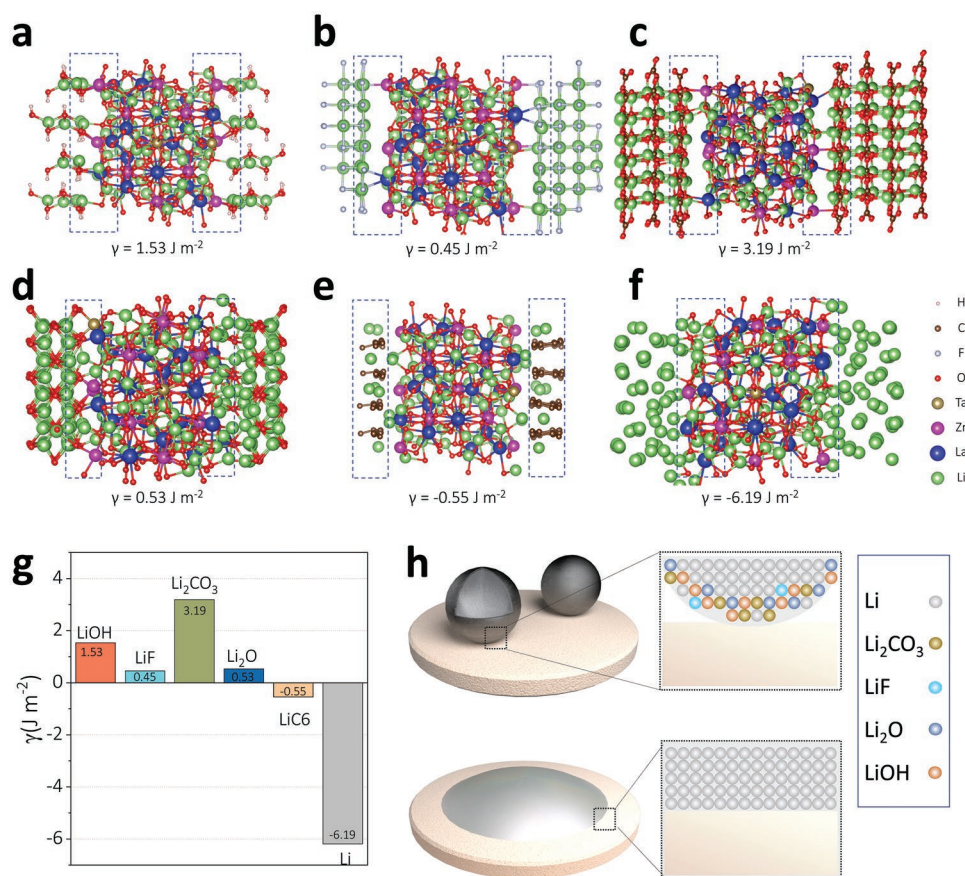 a
b
c
γ = 1.53 J m⁻²
γ = 0.45 J m⁻²
γ = 3.19 J m⁻²
d
e
f
H
C
F
O
Ta
Zr
La
Li
γ = 0.53 J m⁻²
γ = -0.55 J m⁻²
γ = -6.19 J m⁻²
g
γ(J m⁻²)
4
2
0
-2
-4
-6
LiOH
1.53
LiF
0.45
Li₂CO₃
3.19
Li₂O
0.53
-0.55
LiC6
-6.19
Li
h
Li
Li₂CO₃
LiF
Li₂O
LiOH